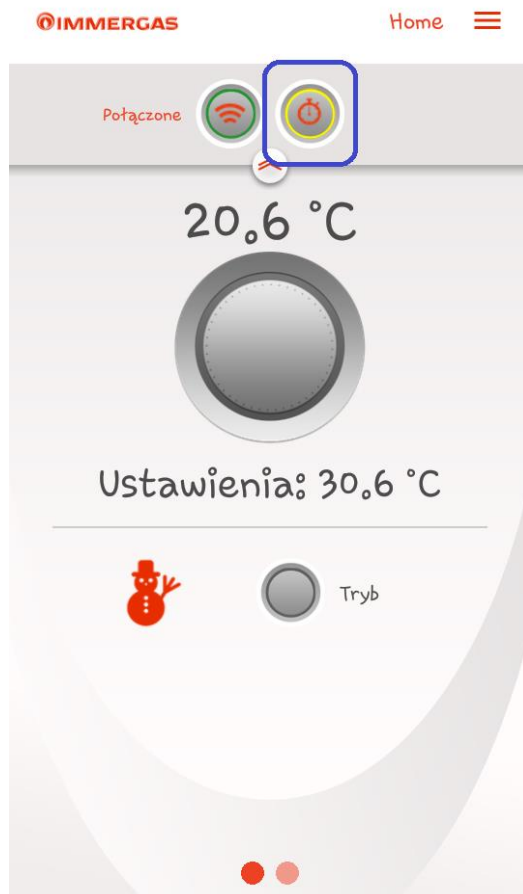 IMMERGAS Home
Połączone
20.6 °C
Ustawienia: 30.6 °C
Tryb